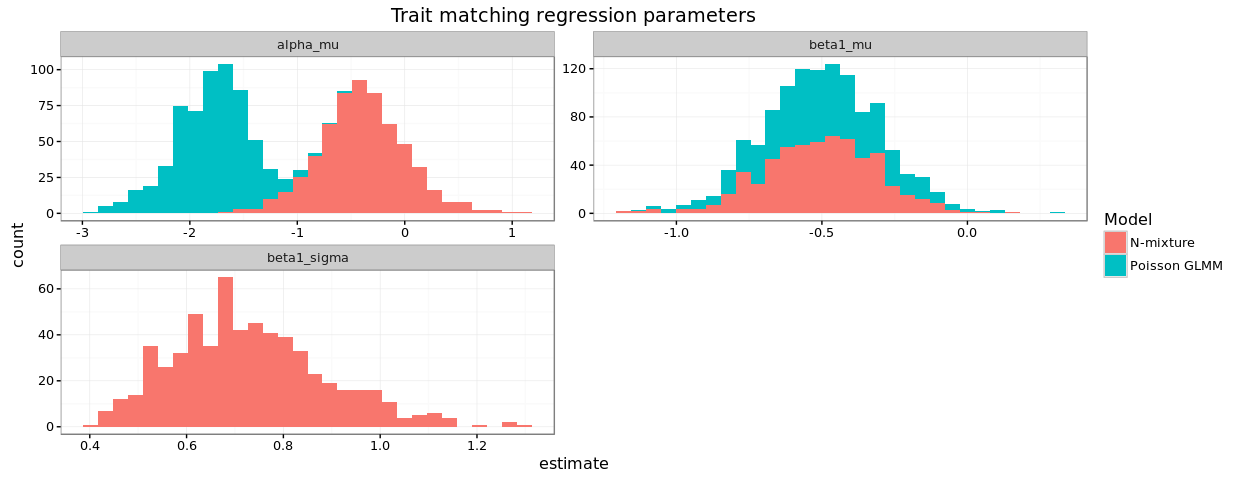 Trait matching regression parameters
alpha_mu
beta1_mu
100
75
50
25
0
-3 -2 -1 0 1
120
80
40
0
-1.0 -0.5 0.0
count
beta1_sigma
60
40
20
0
0.4 0.6 0.8 1.0 1.2
estimate
Model
N-mixture
Poisson GLMM